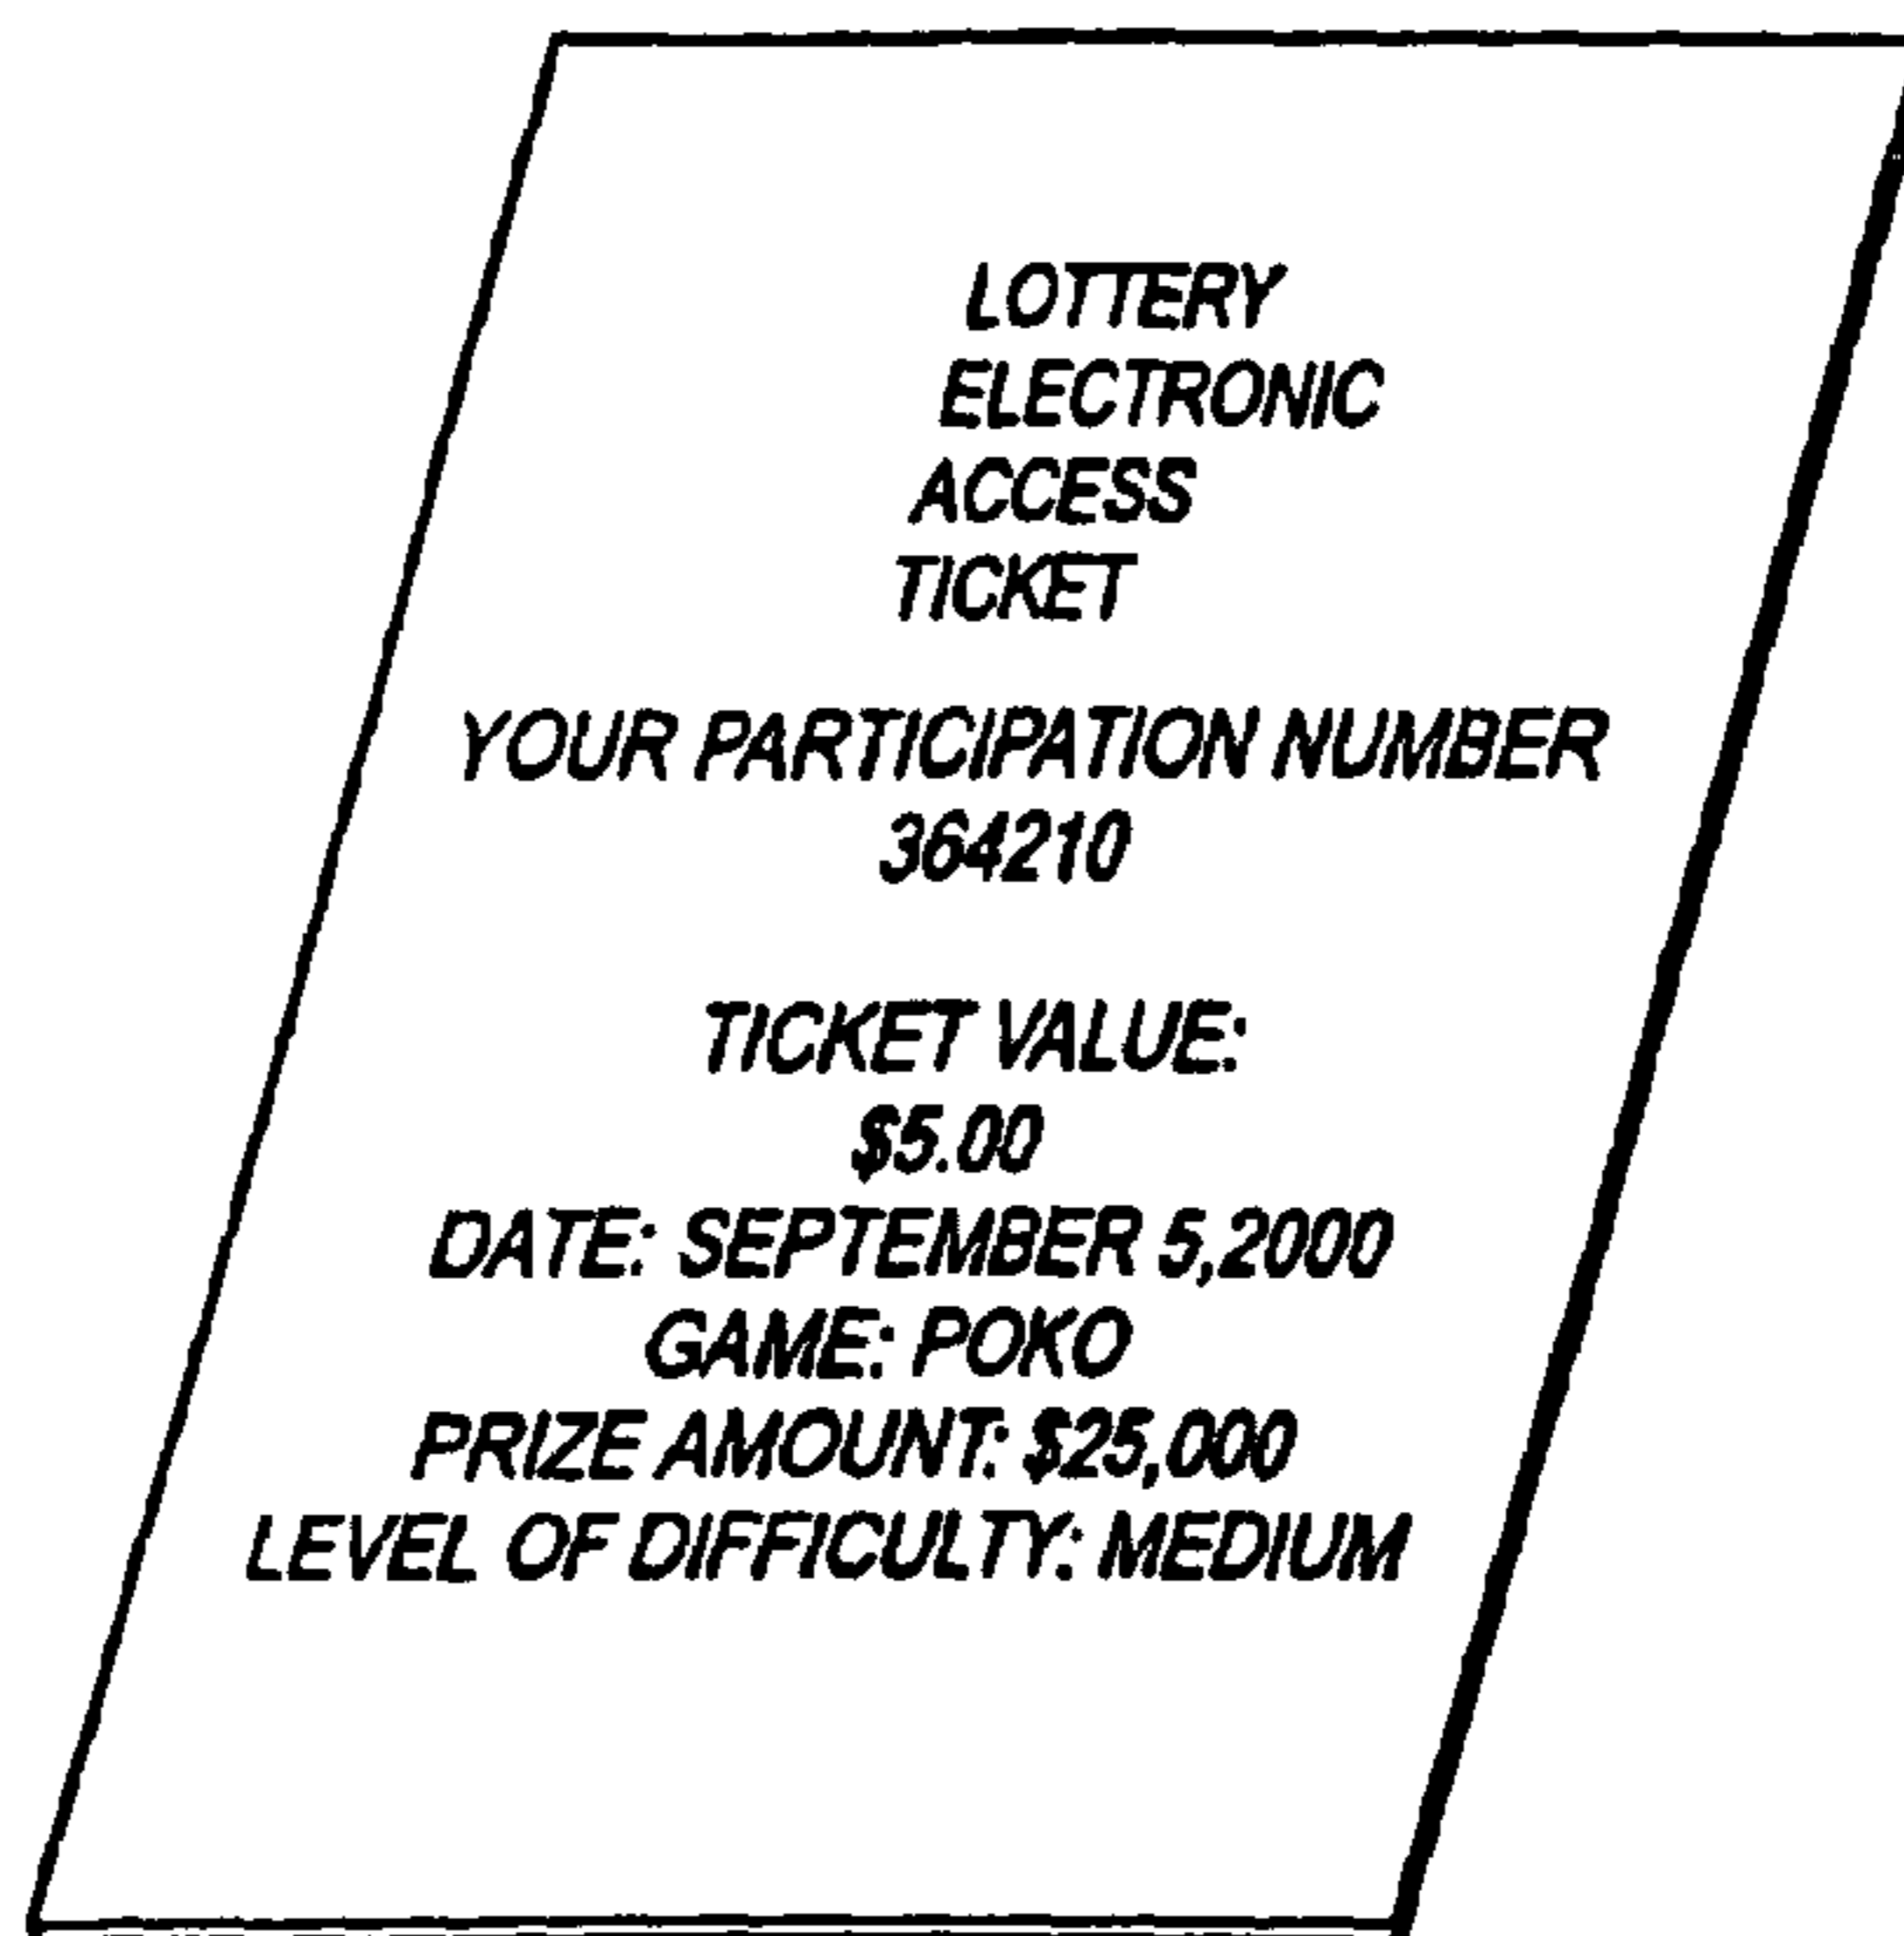 LOTTERY
ELECTRONIC
ACCESS
TICKET
YOUR PARTICIPATION NUMBER
364210
TICKET VALUE:
$5.00
DATE: SEPTEMBER 5,2000
GAME: POKO
PRIZE AMOUNT: $25,000
LEVEL OF DIFFICULTY: MEDIUM